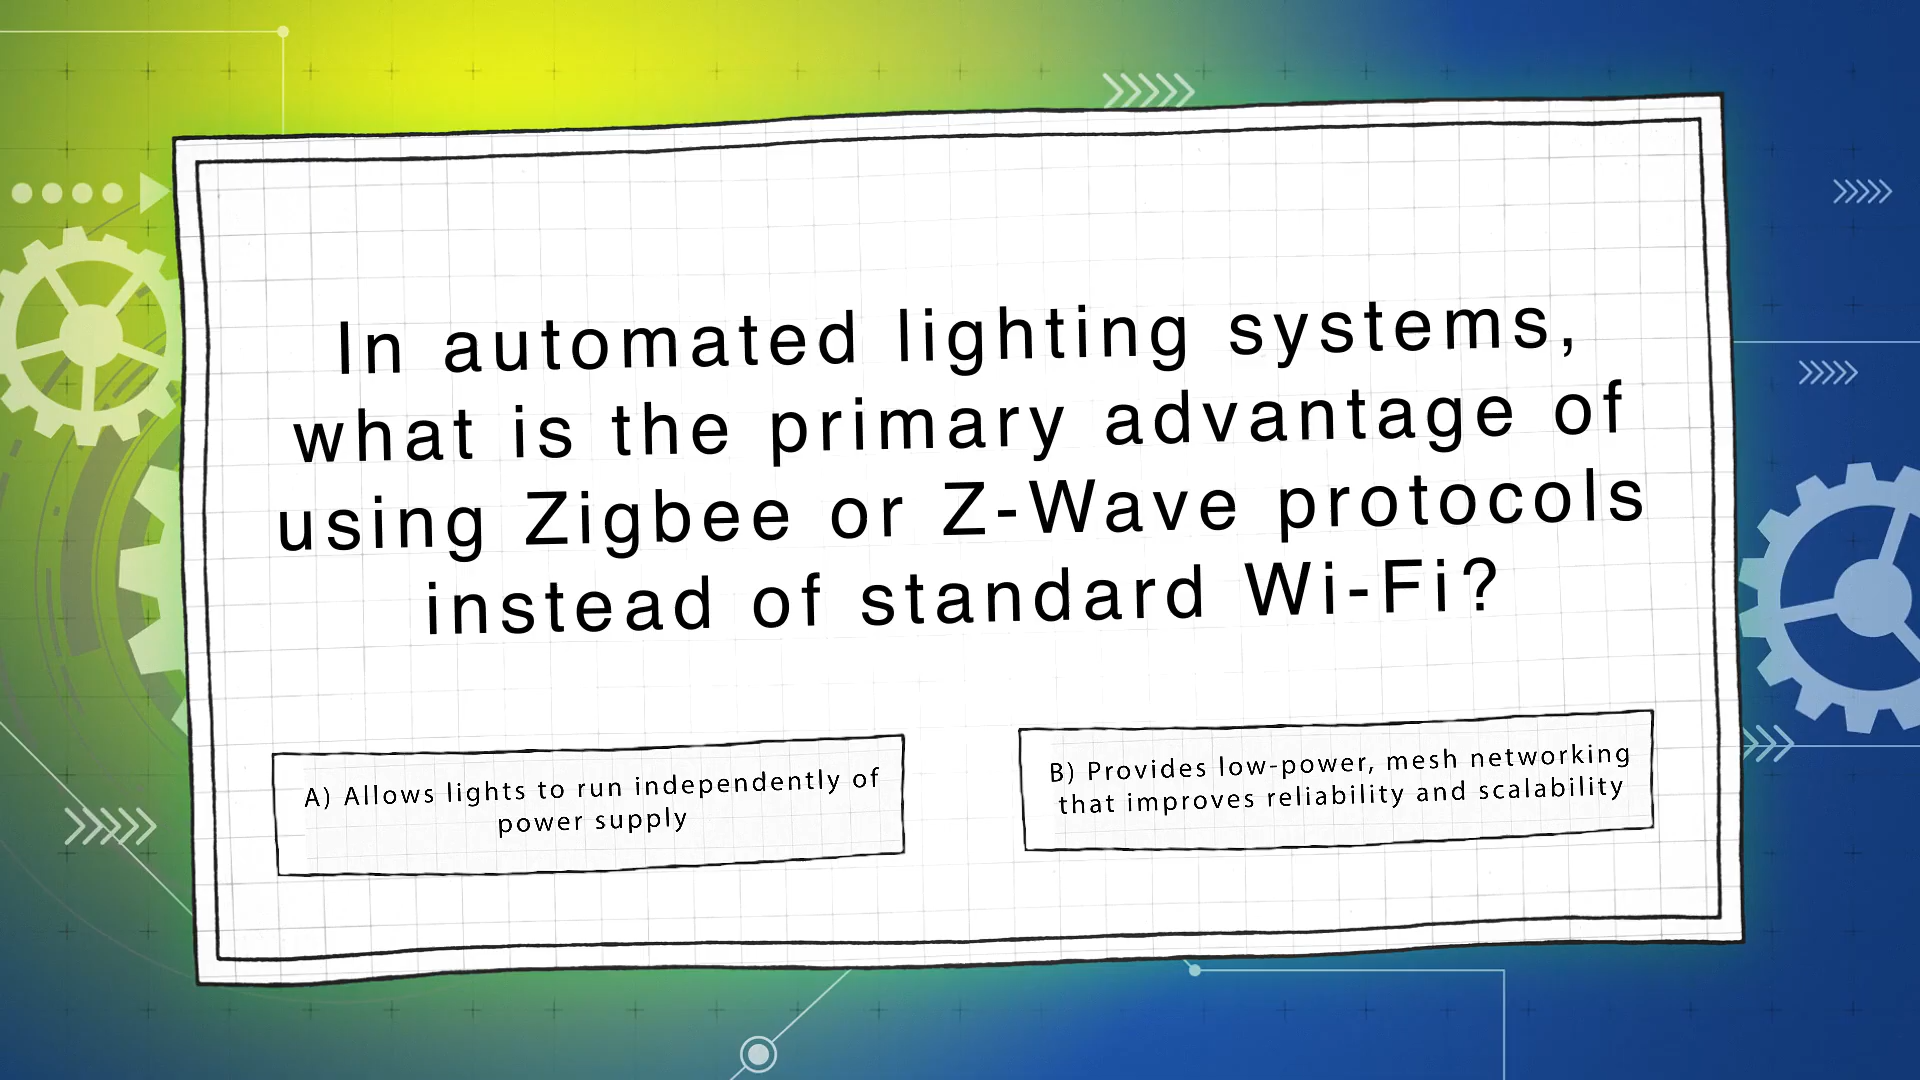 In automated lighting systems,
what is the primary advantage of
using Zigbee or Z-Wave protocols
instead of standard Wi-Fi?
A) Allows lights to run independently of
power supply
B) Provides low-power, mesh networking
that improves reliability and scalability